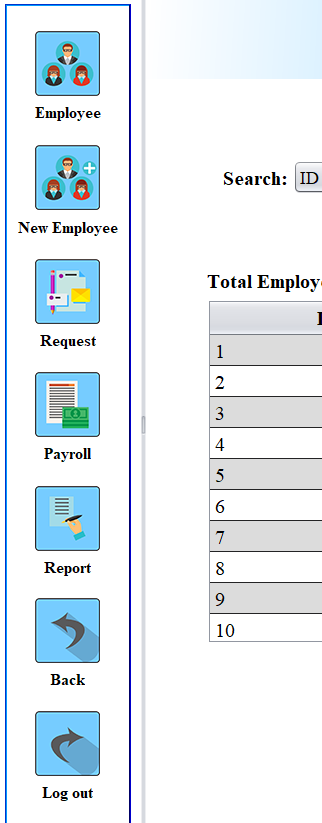 Employee
New Employee
Request
Payroll
Report
Back
Log out
Search: ID
Total Employ
1
2
3
4
5
6
7
8
9
10